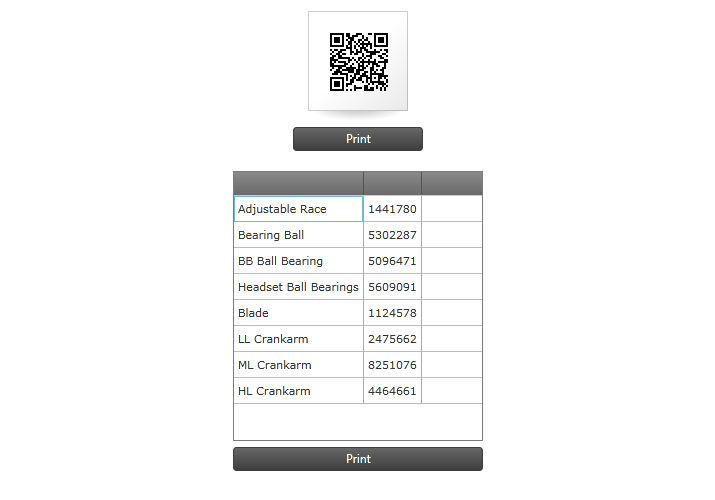 Print
Adjustable Race 1441780
Bearing Ball 5302287
BB Ball Bearing 5096471
Headset Ball Bearings 5609091
Blade 1124578
LL Crankarm 2475662
ML Crankarm 8251076
HL Crankarm 4464661
Print